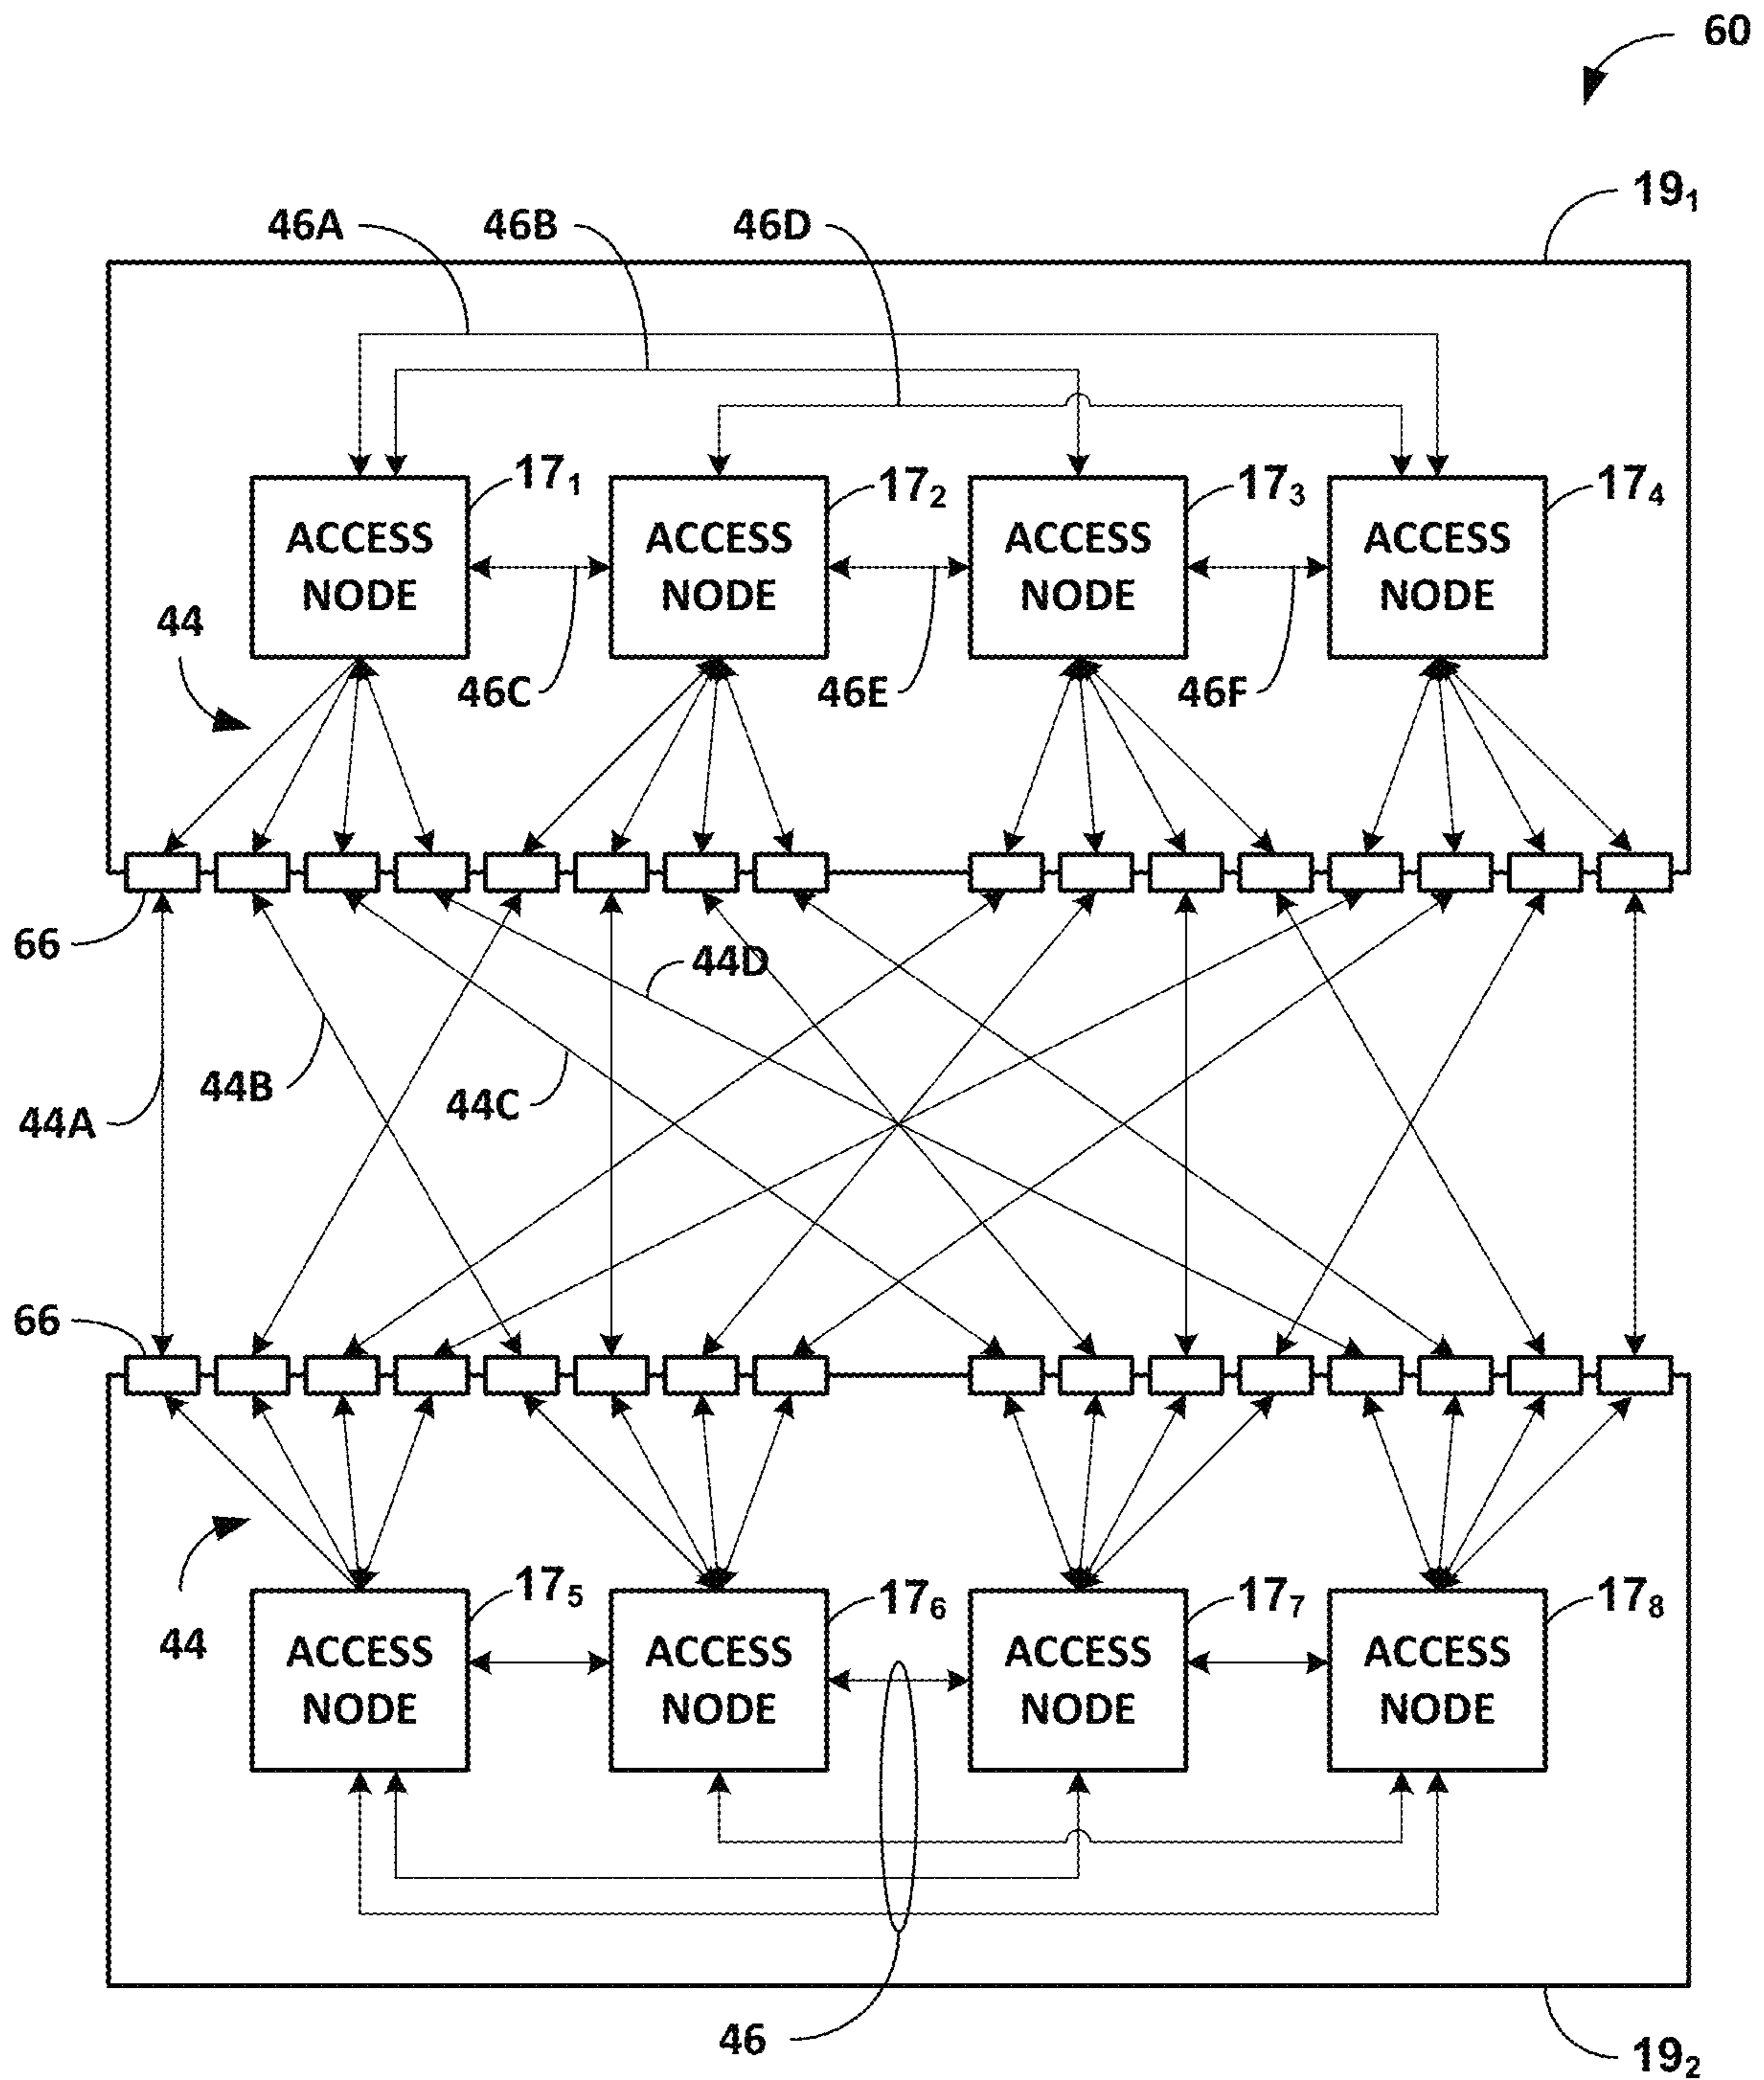 60
19₁
46A 46B 46D
17₁ 17₂ 17₃ 17₄
ACCESS NODE
ACCESS NODE
ACCESS NODE
ACCESS NODE
44
46C 46E 46F
66
44D
44B
44C
44A
66
44
17₅ 17₆ 17₇ 17₈
ACCESS NODE
ACCESS NODE
ACCESS NODE
ACCESS NODE
46
19₂